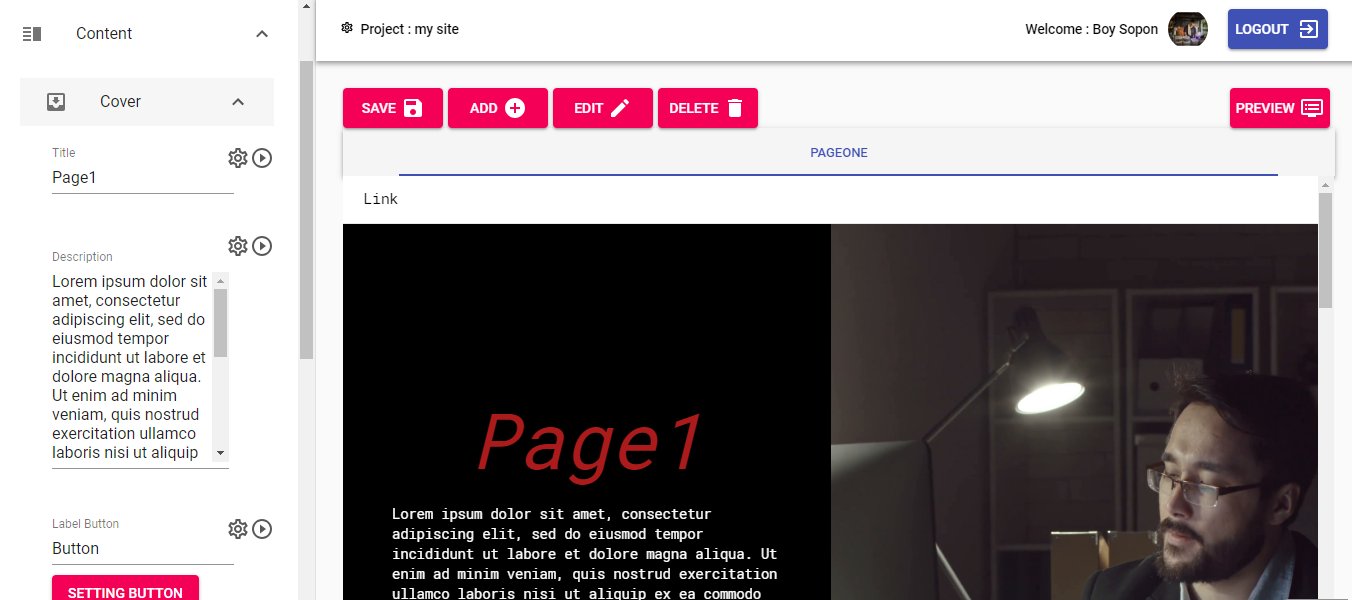 Content
Cover
Title
Page1
Description
Lorem ipsum dolor sit
amet, consectetur
adipiscing elit, sed do
eiusmod tempor
incididunt ut labore et
dolore magna aliqua.
Ut enim ad minim
veniam, quis nostrud
exercitation ullamco
laboris nisi ut aliquip
Label Button
Button
SETTING BUTTON
Project : my site
Welcome : Boy Sopon
LOGOUT
SAVE
ADD
EDIT
DELETE
PREVIEW
PAGEONE
Link
Page1
Lorem ipsum dolor sit amet, consectetur
adipiscing elit, sed do eiusmod tempor
incididunt ut labore et dolore magna aliqua. Ut
enim ad minim veniam, quis nostrud exercitation
ullamco laboris nisi ut aliquip ex ea commodo